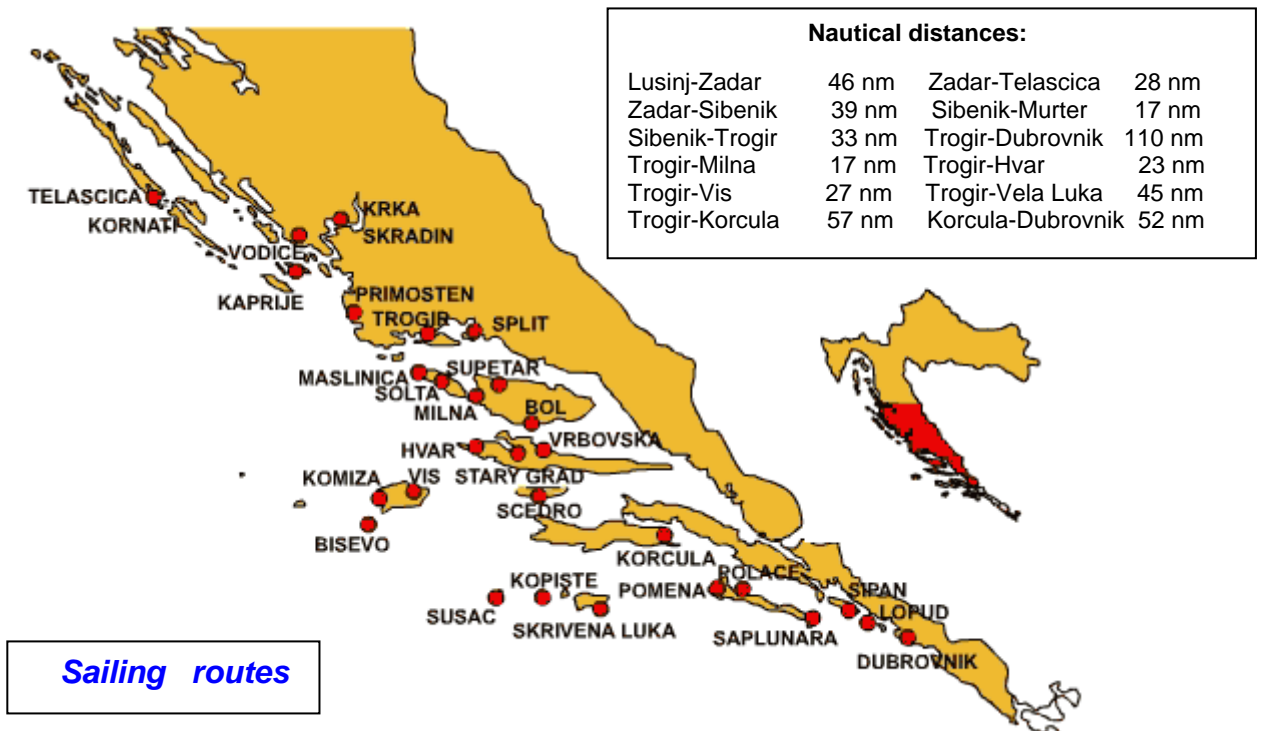 Nautical distances:
Lusinj-Zadar 46 nm Zadar-Telascica 28 nm
Zadar-Sibenik 39 nm Sibenik-Murter 17 nm
Sibenik-Trogir 33 nm Trogir-Dubrovnik 110 nm
Trogir-Milna 17 nm Trogir-Hvar 23 nm
Trogir-Vis 27 nm Trogir-Vela Luka 45 nm
Trogir-Korcula 57 nm Korcula-Dubrovnik 52 nm
TELASCICA
KORNATI
KRKA
SKRADIN
VODICE
KAPRIJE
PRIMOSTEN
TROGIR
SPLIT
MASLINICA
SUPETAR
SOLTA
MILNA
BOL
HVAR
VRBOVSKA
STARY GRAD
KOMIZA
VIS
SCEDRO
BISEVO
KORCULA
KOPISTE
POMENA
POLACE
SIPAN
SUSAC
LOPUD
SKRIVENA LUKA
SAPLUNARA
DUBROVNIK
Sailing routes